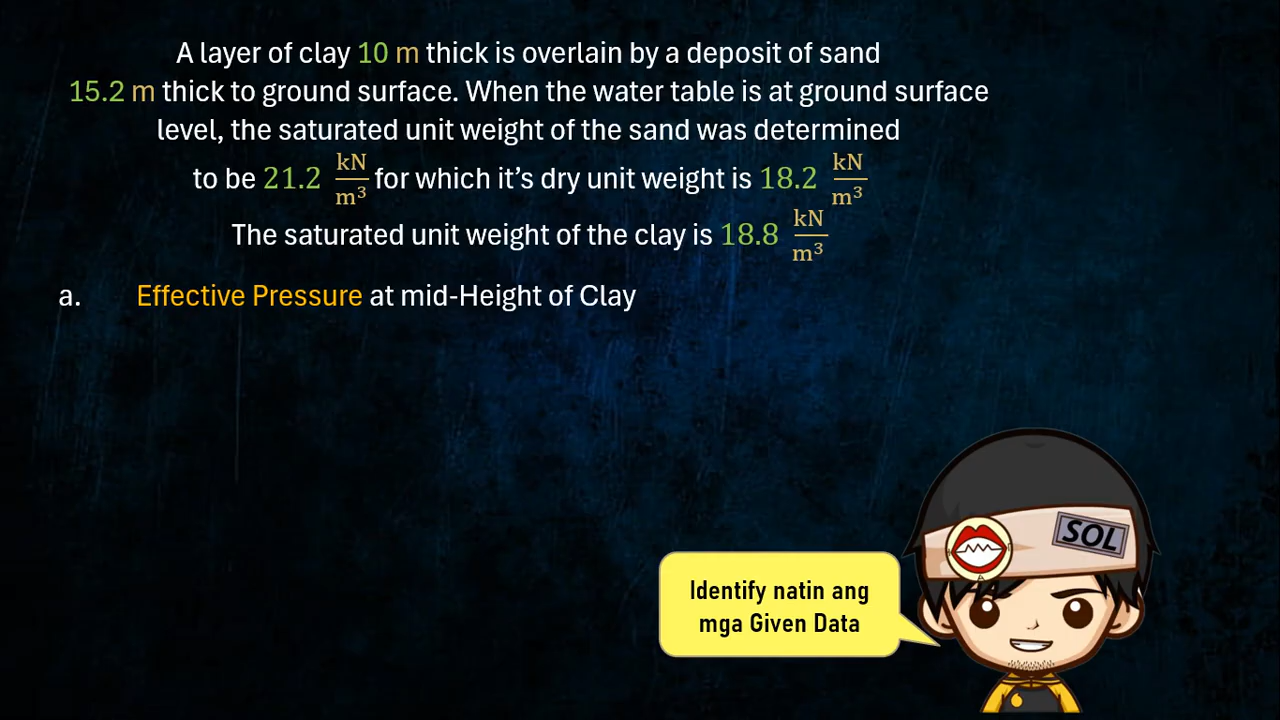 A layer of clay 10 m thick is overlain by a deposit of sand
15.2 m thick to ground surface. When the water table is at ground surface
level, the saturated unit weight of the sand was determined
to be 21.2 kN/m³ for which it's dry unit weight is 18.2 kN/m³
The saturated unit weight of the clay is 18.8 kN/m³
a. Effective Pressure at mid-Height of Clay
SOL
Identify natin ang
mga Given Data